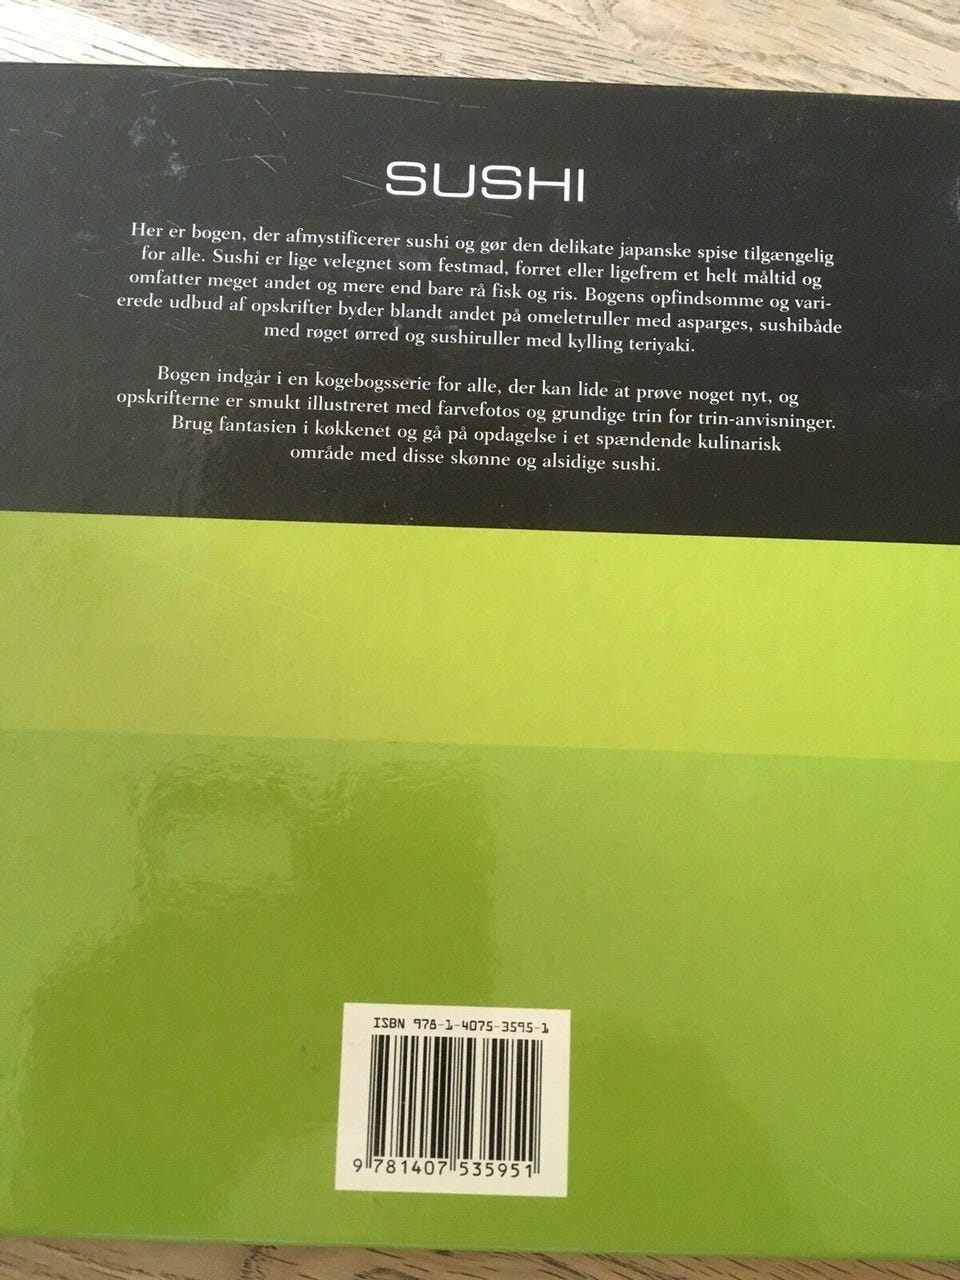 SUSHI
Her er bogen, der afmystificerer sushi og gør den delikate japanske spise tilgængelig
for alle. Sushi er lige velegnet som festmad, forret eller ligefrem et helt måltid og
omfatter meget andet og mere end bare rå fisk og ris. Bogens opfindsomme og vari-
erede udbud af opskrifter byder blandt andet på omeletruller med asparges, sushibåde
med røget ørred og sushiruller med kylling teriyaki.
Bogen indgår i en kogebogsserie for alle, der kan lide at prøve noget nyt, og
opskrifterne er smukt illustreret med farvefotos og grundige trin for trin-anvisninger.
Brug fantasien i køkkenet og gå på opdagelse i et spændende kulinarisk
område med disse skønne og alsidige sushi.
ISBN 978-1-4075-3595-1
9 781407 535951